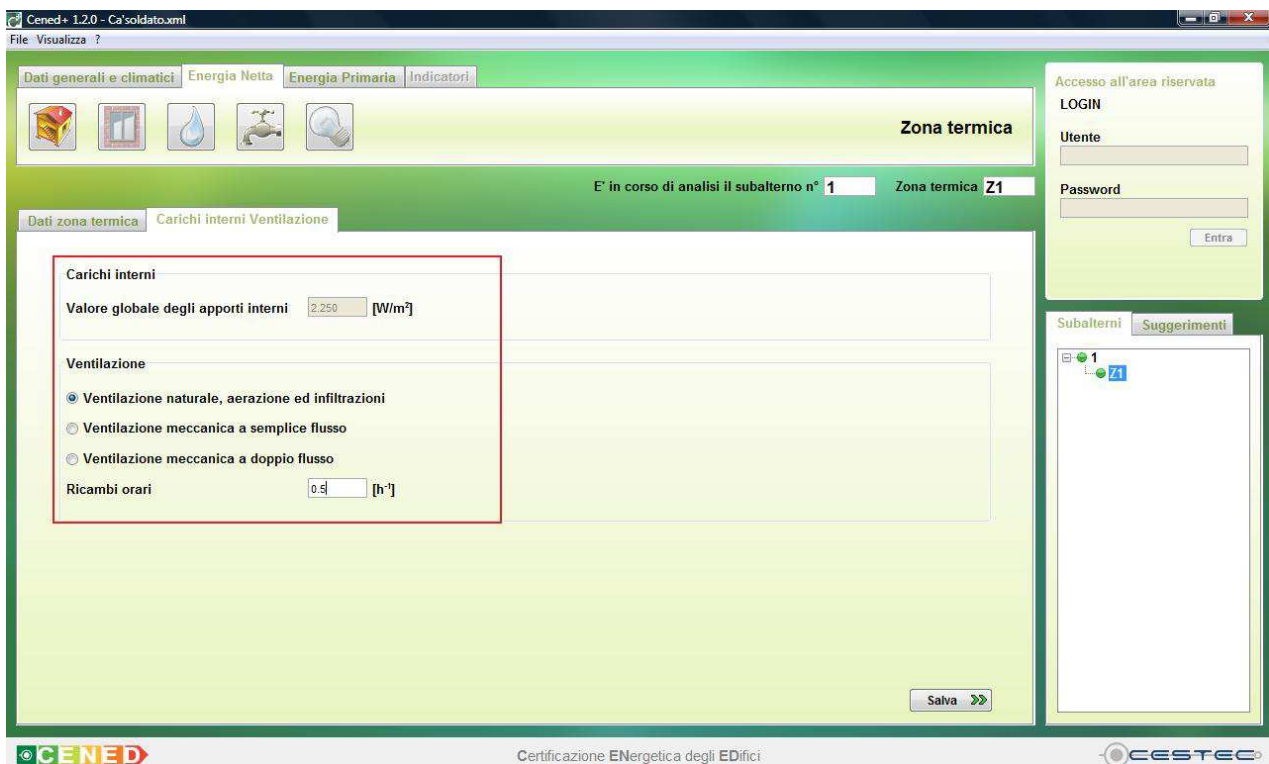 Cened+ 1.2.0 - Ca'soldato.xml
File Visualizza ?
Dati generali e climatici Energia Netta Energia Primaria Indicatori
Zona termica
E' in corso di analisi il subalterno n° 1 Zona termica Z1
Dati zona termica Carichi interni Ventilazione
Carichi interni
Valore globale degli apporti interni 2.250 [W/m²]
Ventilazione
Ventilazione naturale, aerazione ed infiltrazioni
Ventilazione meccanica a semplice flusso
Ventilazione meccanica a doppio flusso
Ricambi orari 0.5 [h⁻¹]
Salva
Accesso all'area riservata
LOGIN
Utente
Password
Entra
Subalterni Suggerimenti
1
Z1
CENED
Certificazione ENergetica degli EDifici
CESTEC